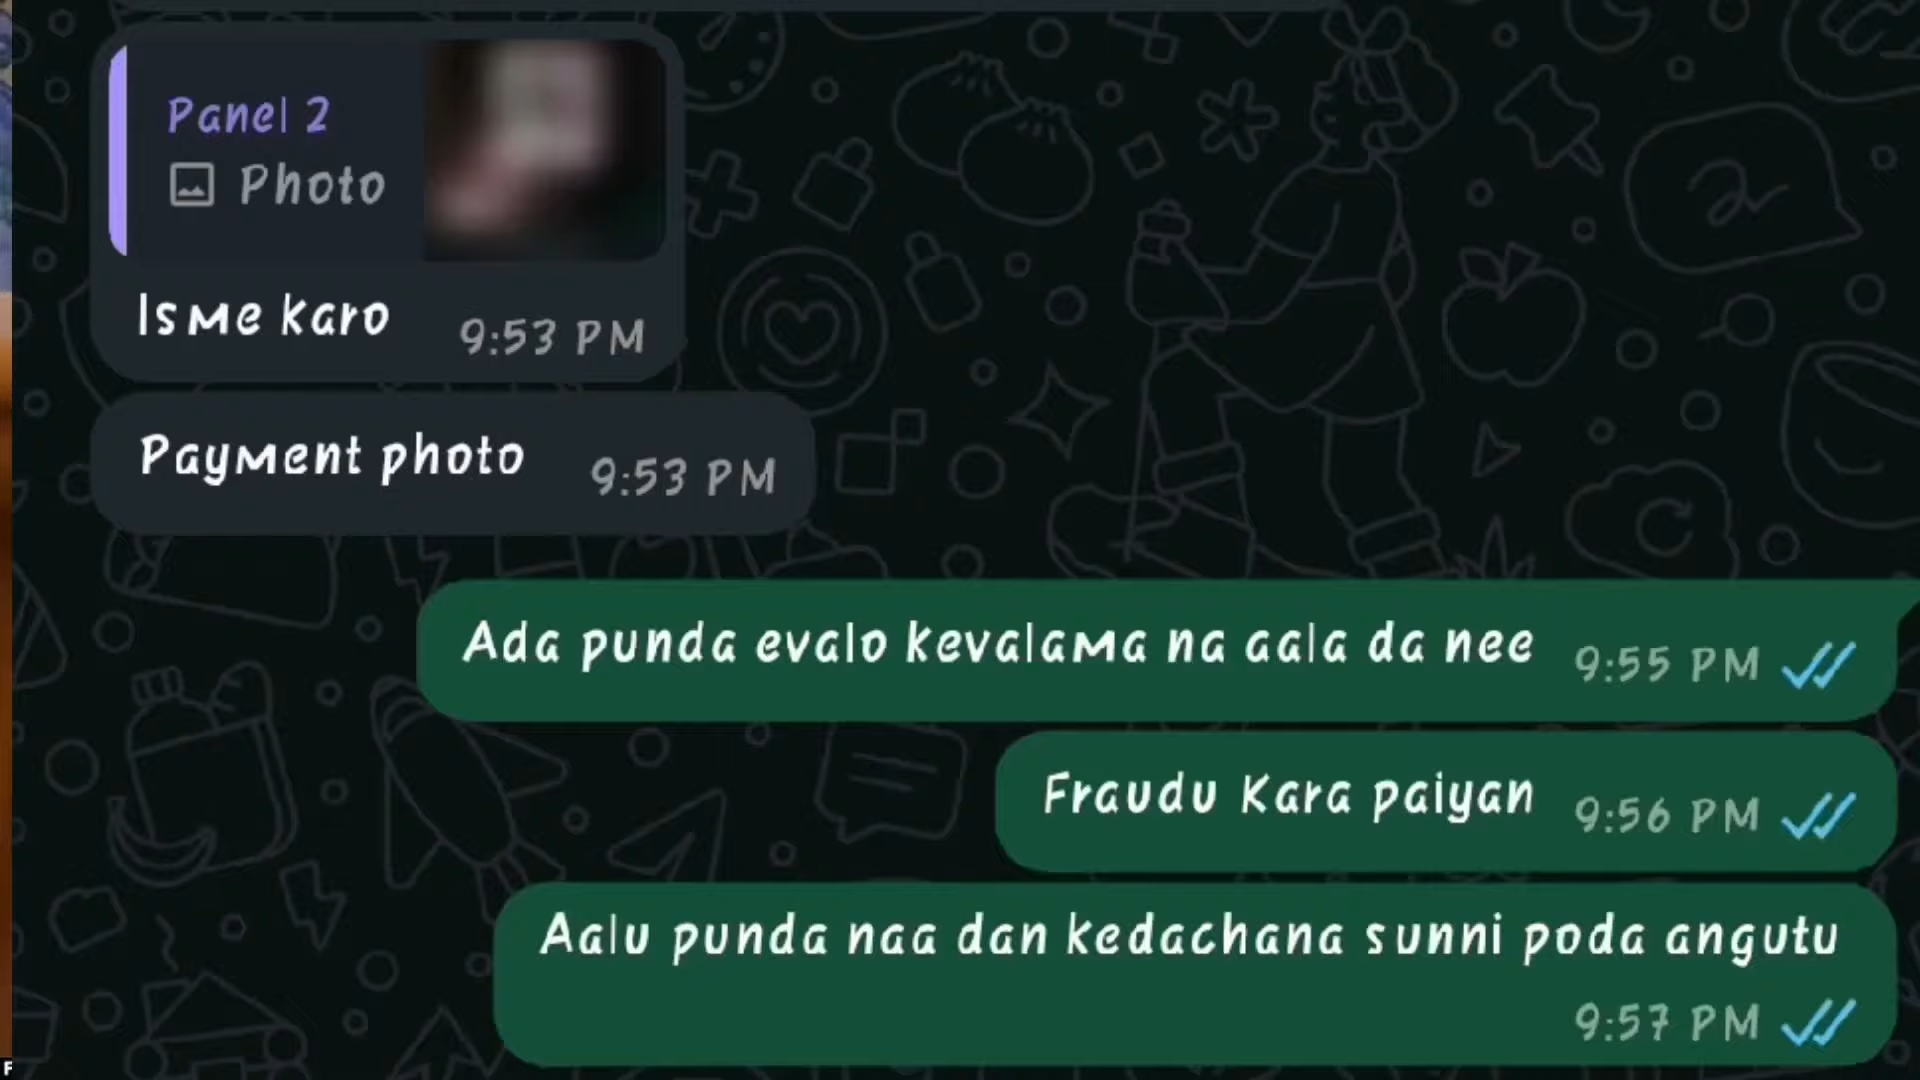 Panel 2
Photo
Isme karo 9:53 PM
Payment photo 9:53 PM
Ada punda evalo kevalama na aala da nee 9:55 PM
Fraudu Kara paiyan 9:56 PM
Aalu punda naa dan kedachana sunni poda angutu
9:57 PM
F